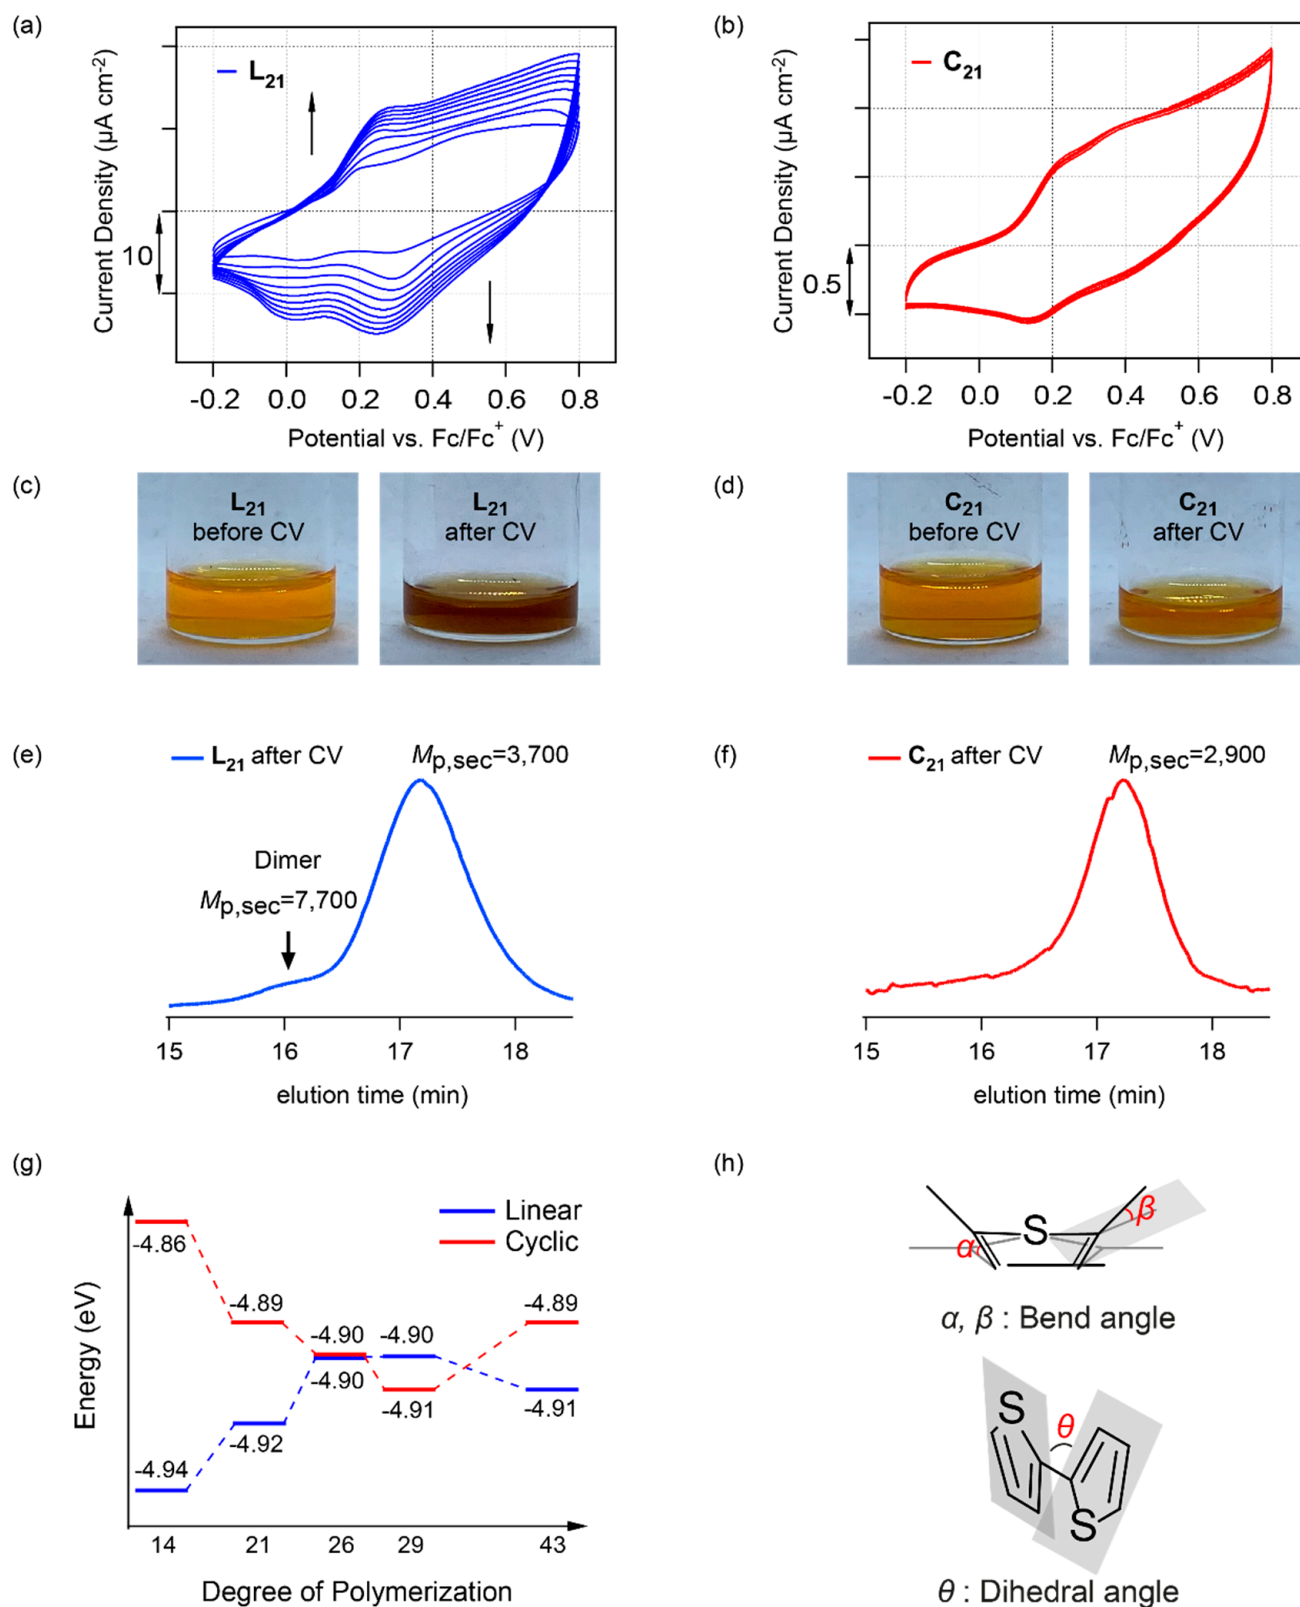 (a)
L21
Current Density (µA cm-2)
10
-0.2 0.0 0.2 0.4 0.6 0.8
Potential vs. Fc/Fc+ (V)
(b)
C21
Current Density (µA cm-2)
0.5
-0.2 0.0 0.2 0.4 0.6 0.8
Potential vs. Fc/Fc+ (V)
(c)
L21
before CV
L21
after CV
(d)
C21
before CV
C21
after CV
(e)
L21 after CV
Mp,sec=3,700
Dimer
Mp,sec=7,700
15 16 17 18
elution time (min)
(f)
C21 after CV
Mp,sec=2,900
15 16 17 18
elution time (min)
(g)
Linear
Cyclic
Energy (eV)
-4.86
-4.89
-4.90
-4.90
-4.89
-4.90
-4.91
-4.91
-4.92
-4.94
14 21 26 29 43
Degree of Polymerization
(h)
S
α
β
α, β : Bend angle
S
θ
S
θ : Dihedral angle